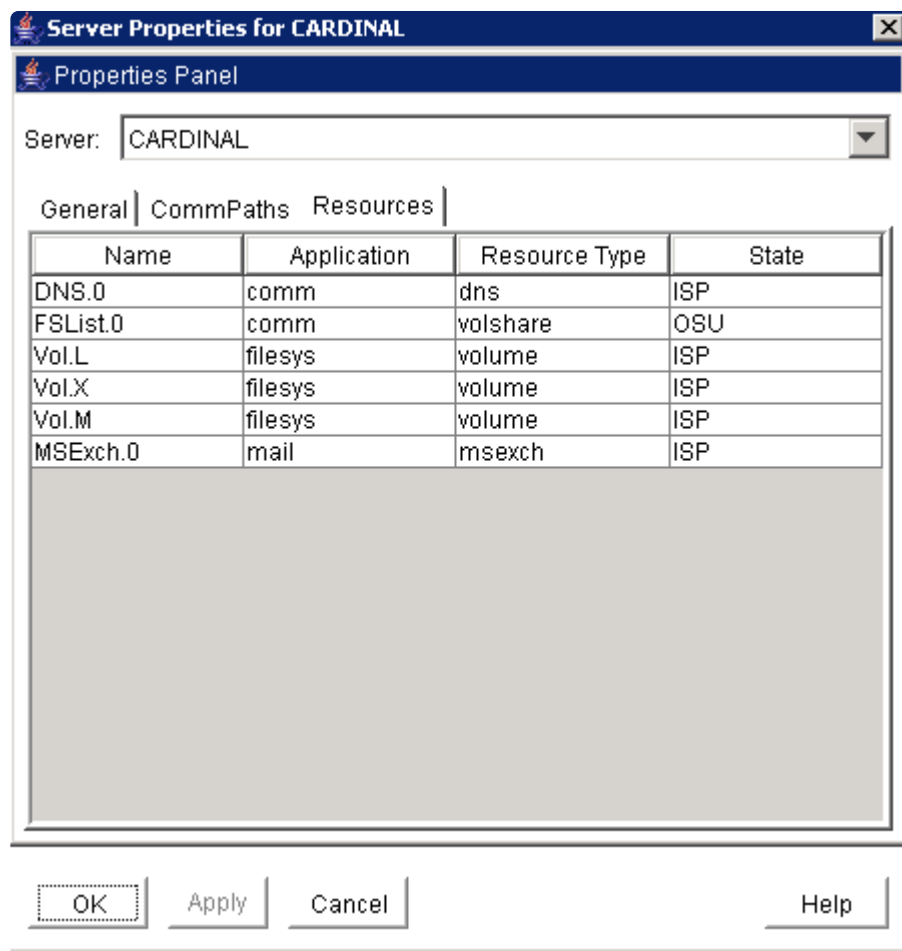 Server Properties for CARDINAL
Properties Panel
Server: CARDINAL
General CommPaths Resources
Name Application Resource Type State
DNS.0 comm dns ISP
FSList.0 comm volshare OSU
Vol.L filesys volume ISP
Vol.X filesys volume ISP
Vol.M filesys volume ISP
MSExch.0 mail msexch ISP
OK Apply Cancel Help